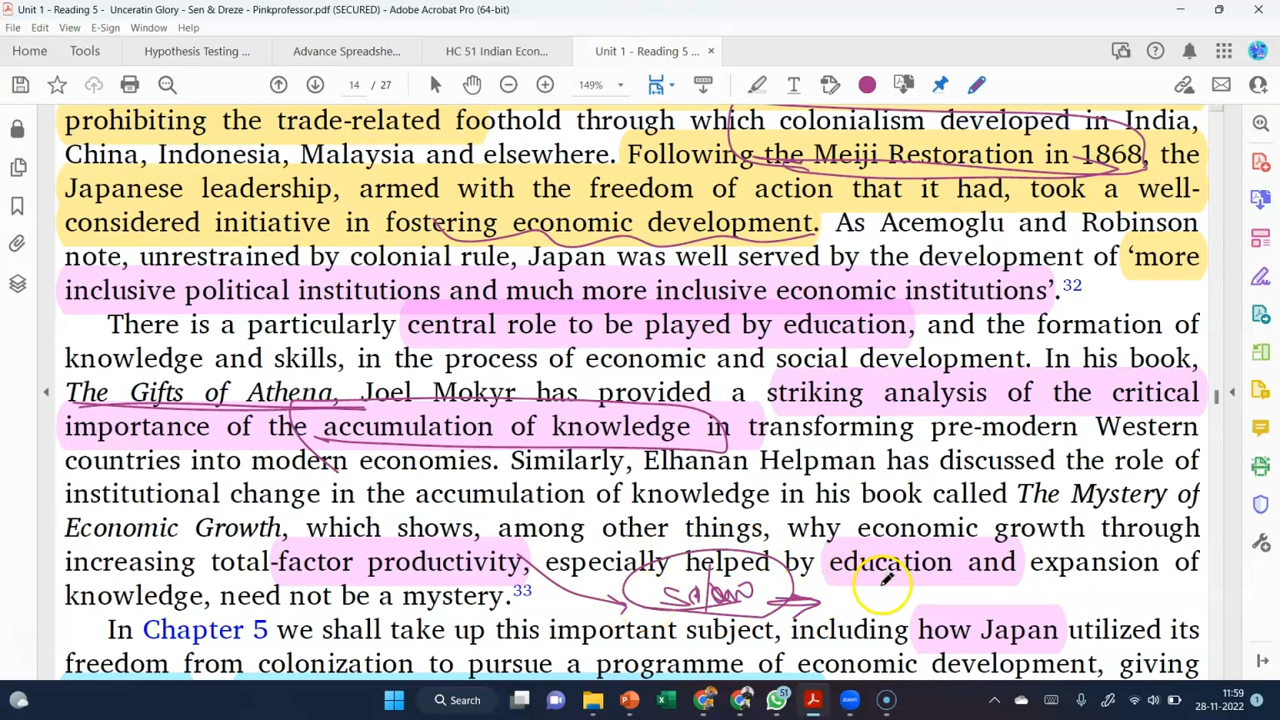 Unit 1 - Reading 5 - Unceratin Glory - Sen & Dreze - Pinkprofessor.pdf (SECURED) - Adobe Acrobat Pro (64-bit)
File Edit View E-Sign Window Help
Home Tools Hypothesis Testing ... Advance Spreadshe... HC 51 Indian Econ... Unit 1 - Reading 5 ... ×
14 / 27 149%
prohibiting the trade-related foothold through which colonialism developed in India,
China, Indonesia, Malaysia and elsewhere. Following the Meiji Restoration in 1868, the
Japanese leadership, armed with the freedom of action that it had, took a well-
considered initiative in fostering economic development. As Acemoglu and Robinson
note, unrestrained by colonial rule, Japan was well served by the development of ‘more
inclusive political institutions and much more inclusive economic institutions’.32
There is a particularly central role to be played by education, and the formation of
knowledge and skills, in the process of economic and social development. In his book,
The Gifts of Athena, Joel Mokyr has provided a striking analysis of the critical
importance of the accumulation of knowledge in transforming pre-modern Western
countries into modern economies. Similarly, Elhanan Helpman has discussed the role of
institutional change in the accumulation of knowledge in his book called The Mystery of
Economic Growth, which shows, among other things, why economic growth through
increasing total-factor productivity, especially helped by education and expansion of
knowledge, need not be a mystery.33
In Chapter 5 we shall take up this important subject, including how Japan utilized its
freedom from colonization to pursue a programme of economic development, giving
Search
51
11:59
28-11-2022